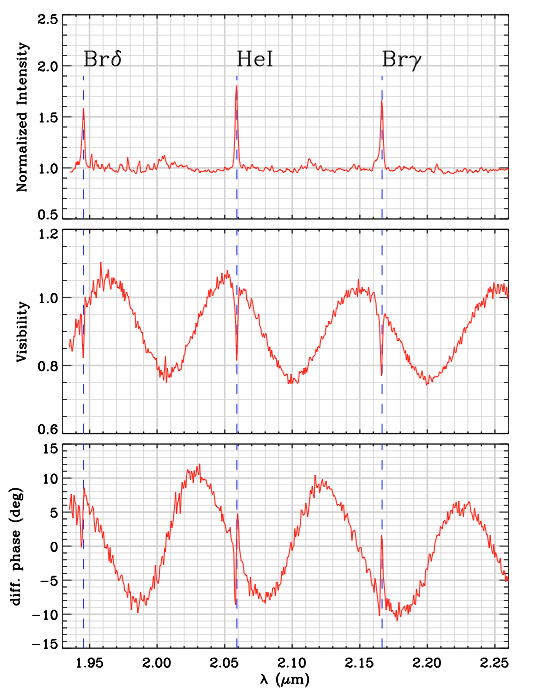 2.5
2.0
1.5
1.0
0.5
Normalized Intensity
Brδ HeI Brγ
1.2
1.0
0.8
0.6
Visibility
15
10
5
0
−5
−10
−15
diff. phase (deg)
1.95 2.00 2.05 2.10 2.15 2.20 2.25
λ (μm)